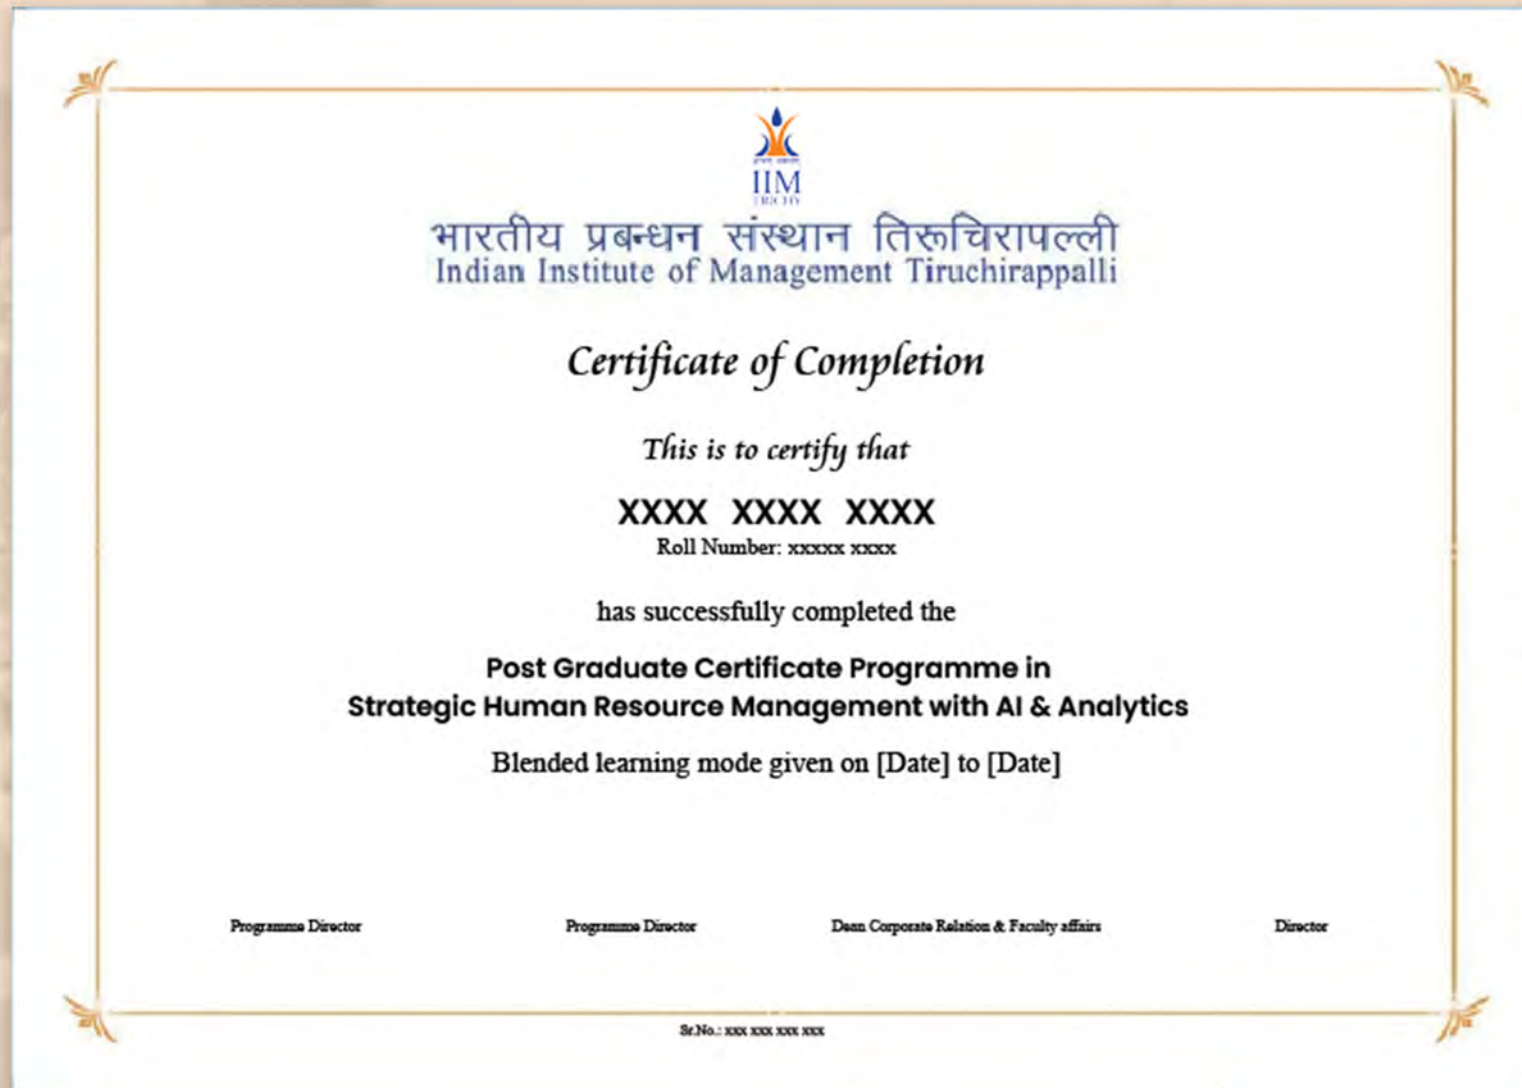 IIM
TRICHY
भारतीय प्रबन्धन संस्थान तिरूचिरापल्ली
Indian Institute of Management Tiruchirappalli
Certificate of Completion
This is to certify that
XXXX XXXX XXXX
Roll Number: xxxxx xxxx
has successfully completed the
Post Graduate Certificate Programme in
Strategic Human Resource Management with AI & Analytics
Blended learning mode given on [Date] to [Date]
Programme Director Programme Director Dean Corporate Relation & Faculty affairs Director
Sr.No.: xxx xxx xxx xxx